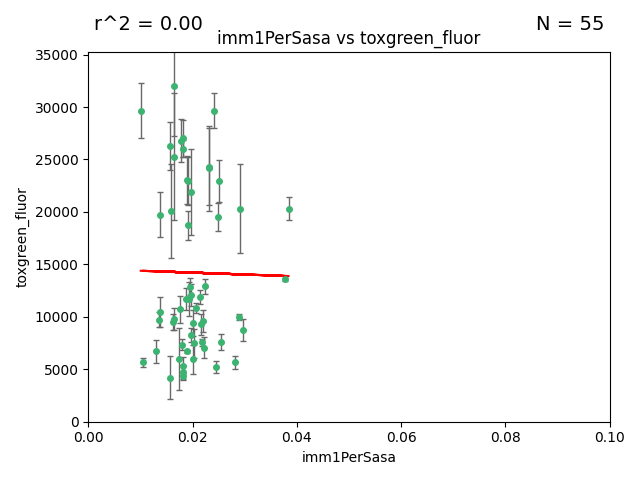 r^2 = 0.00
N = 55
imm1PerSasa vs toxgreen_fluor
35000
30000
25000
20000
15000
10000
5000
0
toxgreen_fluor
0.00
0.02
0.04
0.06
0.08
0.10
imm1PerSasa